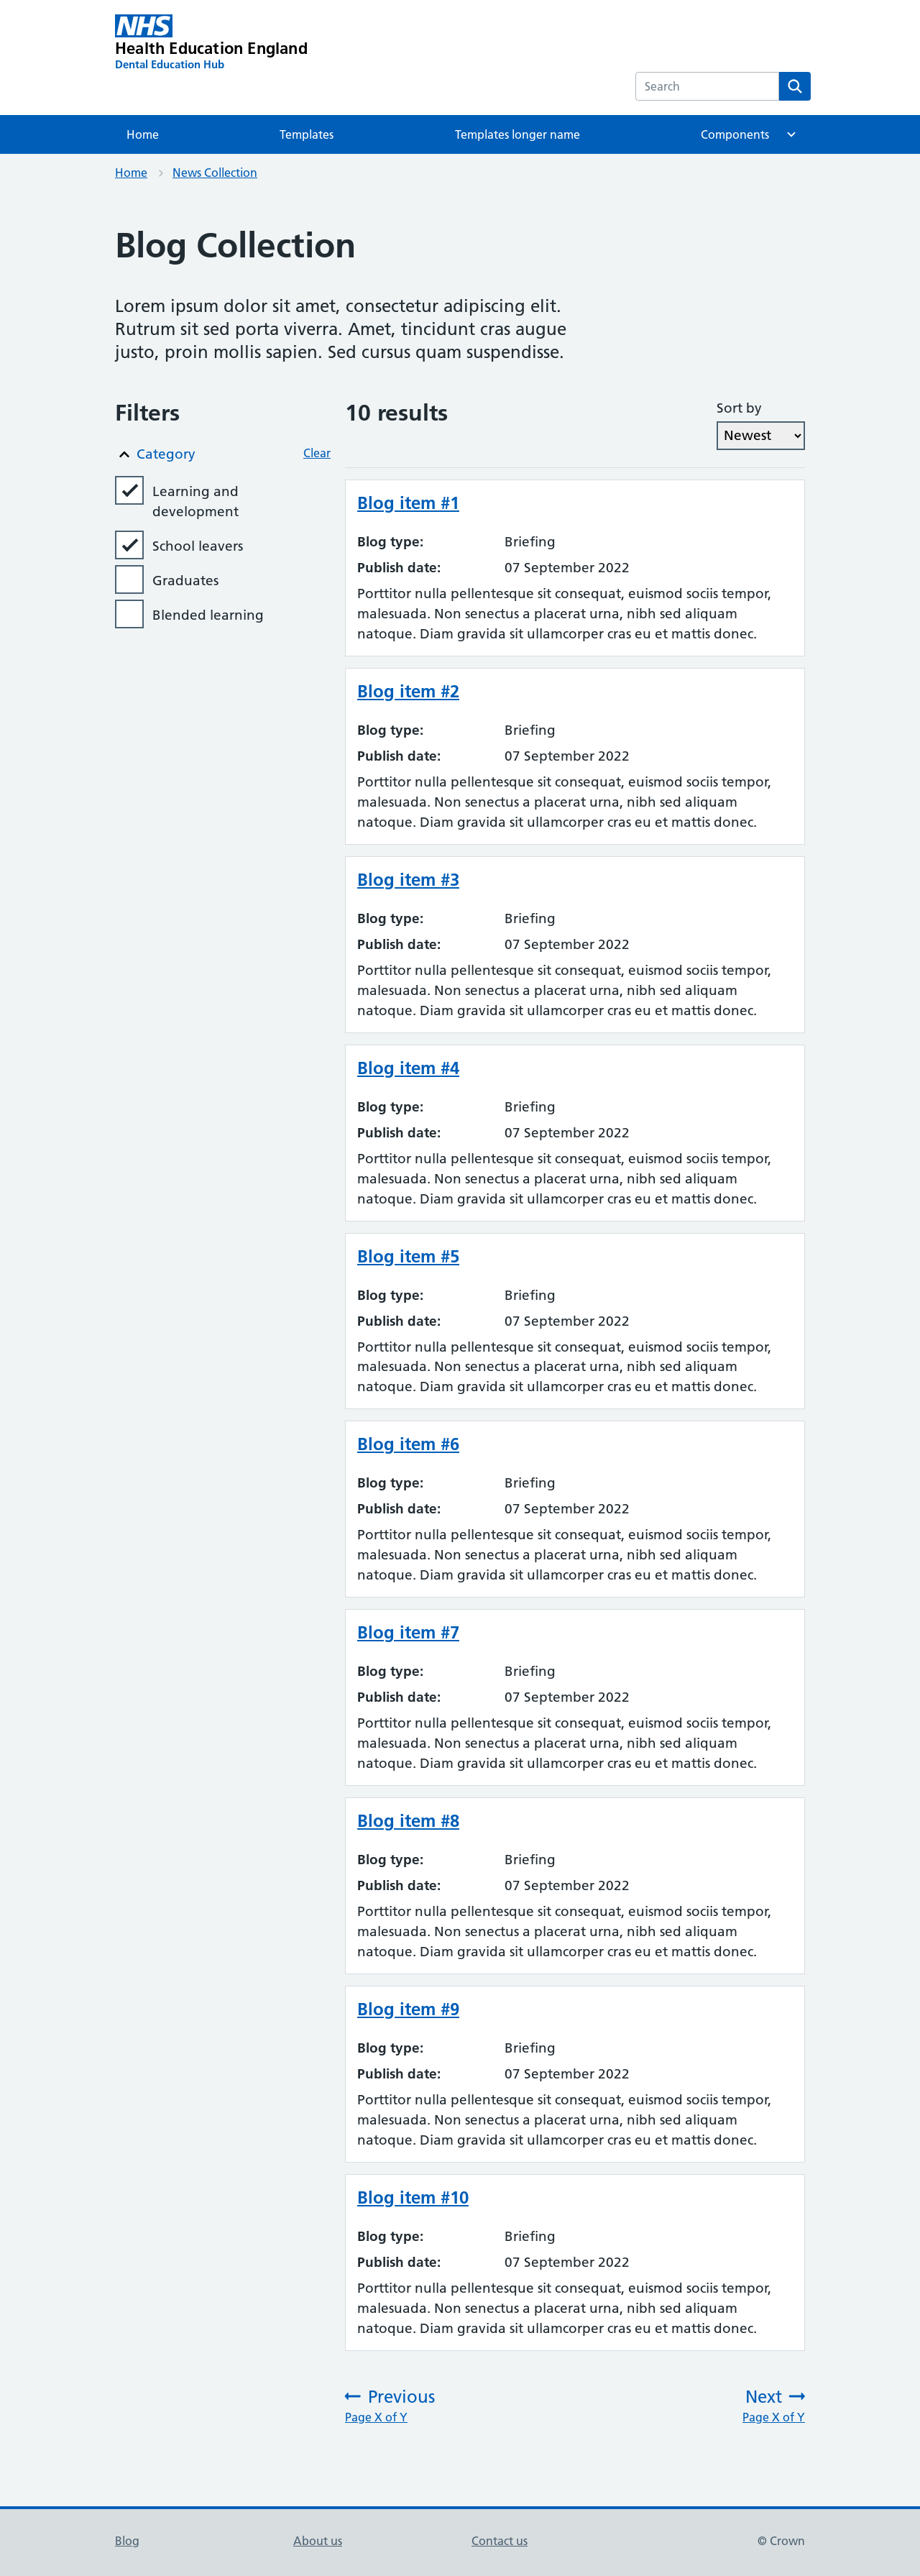 NHS
Health Education England
Dental Education Hub
Search
Home
Templates
Templates longer name
Components
Home
News Collection
Blog Collection
Lorem ipsum dolor sit amet, consectetur adipiscing elit.
Rutrum sit sed porta viverra. Amet, tincidunt cras augue
justo, proin mollis sapien. Sed cursus quam suspendisse.
Filters
Category
Clear
Learning and
development
School leavers
Graduates
Blended learning
10 results
Sort by
Newest
Blog item #1
Blog type: Briefing
Publish date: 07 September 2022
Porttitor nulla pellentesque sit consequat, euismod sociis tempor,
malesuada. Non senectus a placerat urna, nibh sed aliquam
natoque. Diam gravida sit ullamcorper cras eu et mattis donec.
Blog item #2
Blog type: Briefing
Publish date: 07 September 2022
Porttitor nulla pellentesque sit consequat, euismod sociis tempor,
malesuada. Non senectus a placerat urna, nibh sed aliquam
natoque. Diam gravida sit ullamcorper cras eu et mattis donec.
Blog item #3
Blog type: Briefing
Publish date: 07 September 2022
Porttitor nulla pellentesque sit consequat, euismod sociis tempor,
malesuada. Non senectus a placerat urna, nibh sed aliquam
natoque. Diam gravida sit ullamcorper cras eu et mattis donec.
Blog item #4
Blog type: Briefing
Publish date: 07 September 2022
Porttitor nulla pellentesque sit consequat, euismod sociis tempor,
malesuada. Non senectus a placerat urna, nibh sed aliquam
natoque. Diam gravida sit ullamcorper cras eu et mattis donec.
Blog item #5
Blog type: Briefing
Publish date: 07 September 2022
Porttitor nulla pellentesque sit consequat, euismod sociis tempor,
malesuada. Non senectus a placerat urna, nibh sed aliquam
natoque. Diam gravida sit ullamcorper cras eu et mattis donec.
Blog item #6
Blog type: Briefing
Publish date: 07 September 2022
Porttitor nulla pellentesque sit consequat, euismod sociis tempor,
malesuada. Non senectus a placerat urna, nibh sed aliquam
natoque. Diam gravida sit ullamcorper cras eu et mattis donec.
Blog item #7
Blog type: Briefing
Publish date: 07 September 2022
Porttitor nulla pellentesque sit consequat, euismod sociis tempor,
malesuada. Non senectus a placerat urna, nibh sed aliquam
natoque. Diam gravida sit ullamcorper cras eu et mattis donec.
Blog item #8
Blog type: Briefing
Publish date: 07 September 2022
Porttitor nulla pellentesque sit consequat, euismod sociis tempor,
malesuada. Non senectus a placerat urna, nibh sed aliquam
natoque. Diam gravida sit ullamcorper cras eu et mattis donec.
Blog item #9
Blog type: Briefing
Publish date: 07 September 2022
Porttitor nulla pellentesque sit consequat, euismod sociis tempor,
malesuada. Non senectus a placerat urna, nibh sed aliquam
natoque. Diam gravida sit ullamcorper cras eu et mattis donec.
Blog item #10
Blog type: Briefing
Publish date: 07 September 2022
Porttitor nulla pellentesque sit consequat, euismod sociis tempor,
malesuada. Non senectus a placerat urna, nibh sed aliquam
natoque. Diam gravida sit ullamcorper cras eu et mattis donec.
Previous
Page X of Y
Next
Page X of Y
Blog
About us
Contact us
© Crown